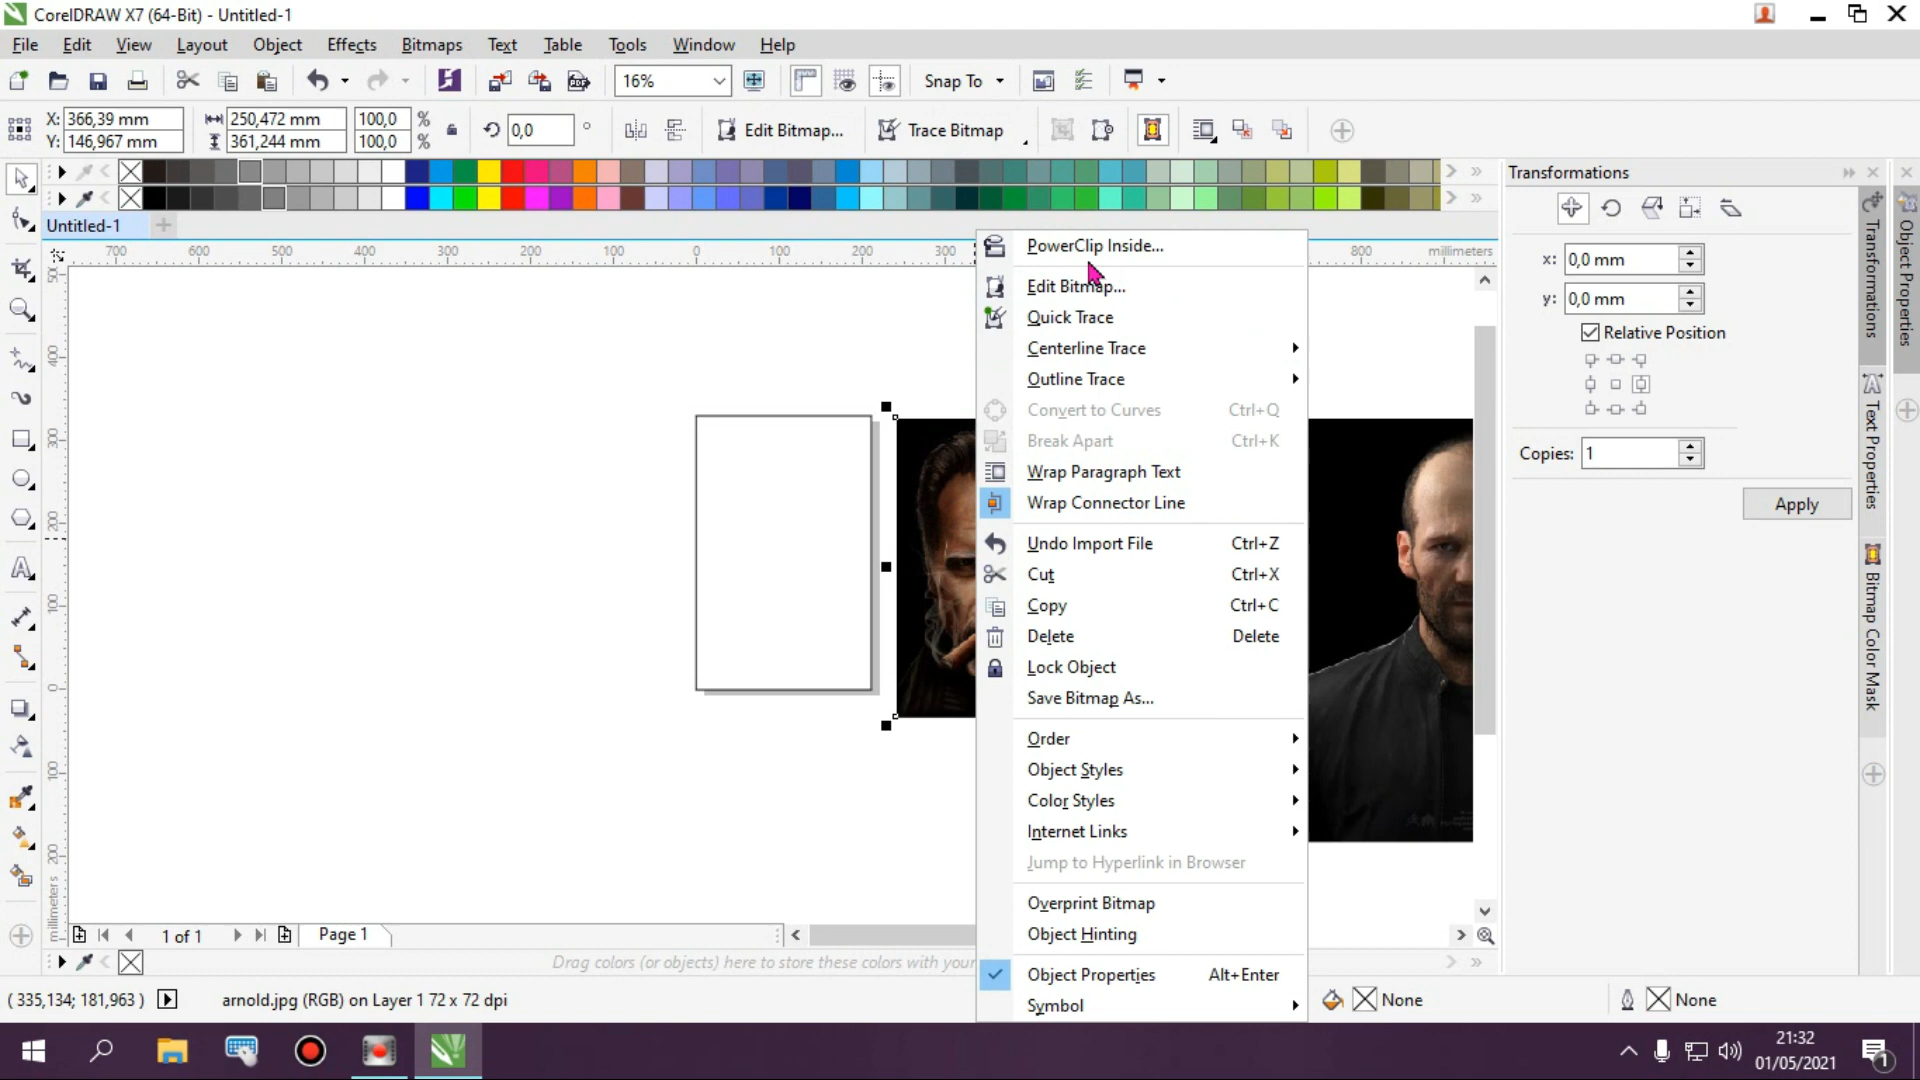 CorelDRAW X7 (64-Bit) - Untitled-1
File Edit View Layout Object Effects Bitmaps Text Table Tools Window Help
16% Snap To
X: 366,39 mm 250,472 mm 100,0 %
Y: 146,967 mm 361,244 mm 100,0 % 0,0 ° Edit Bitmap... Trace Bitmap
Transformations
Untitled-1
700 600 500 400 300 200 100 0 100 200 300 800 millimeters
PowerClip Inside...
Edit Bitmap...
Quick Trace
Centerline Trace
Outline Trace
Convert to Curves Ctrl+Q
Break Apart Ctrl+K
Wrap Paragraph Text
Wrap Connector Line
Undo Import File Ctrl+Z
Cut Ctrl+X
Copy Ctrl+C
Delete Delete
Lock Object
Save Bitmap As...
Order
Object Styles
Color Styles
Internet Links
Jump to Hyperlink in Browser
Overprint Bitmap
Object Hinting
Object Properties Alt+Enter
Symbol
x: 0,0 mm
y: 0,0 mm
Relative Position
Copies: 1
Apply
Transformations
Text Properties
Bitmap Color Mask
Object Properties
400
300
200
100
0
100
200
millimeters
1 of 1 Page 1
Drag colors (or objects) here to store these colors with your
( 335,134; 181,963 ) arnold.jpg (RGB) on Layer 1 72 x 72 dpi None None
21:32
01/05/2021
1